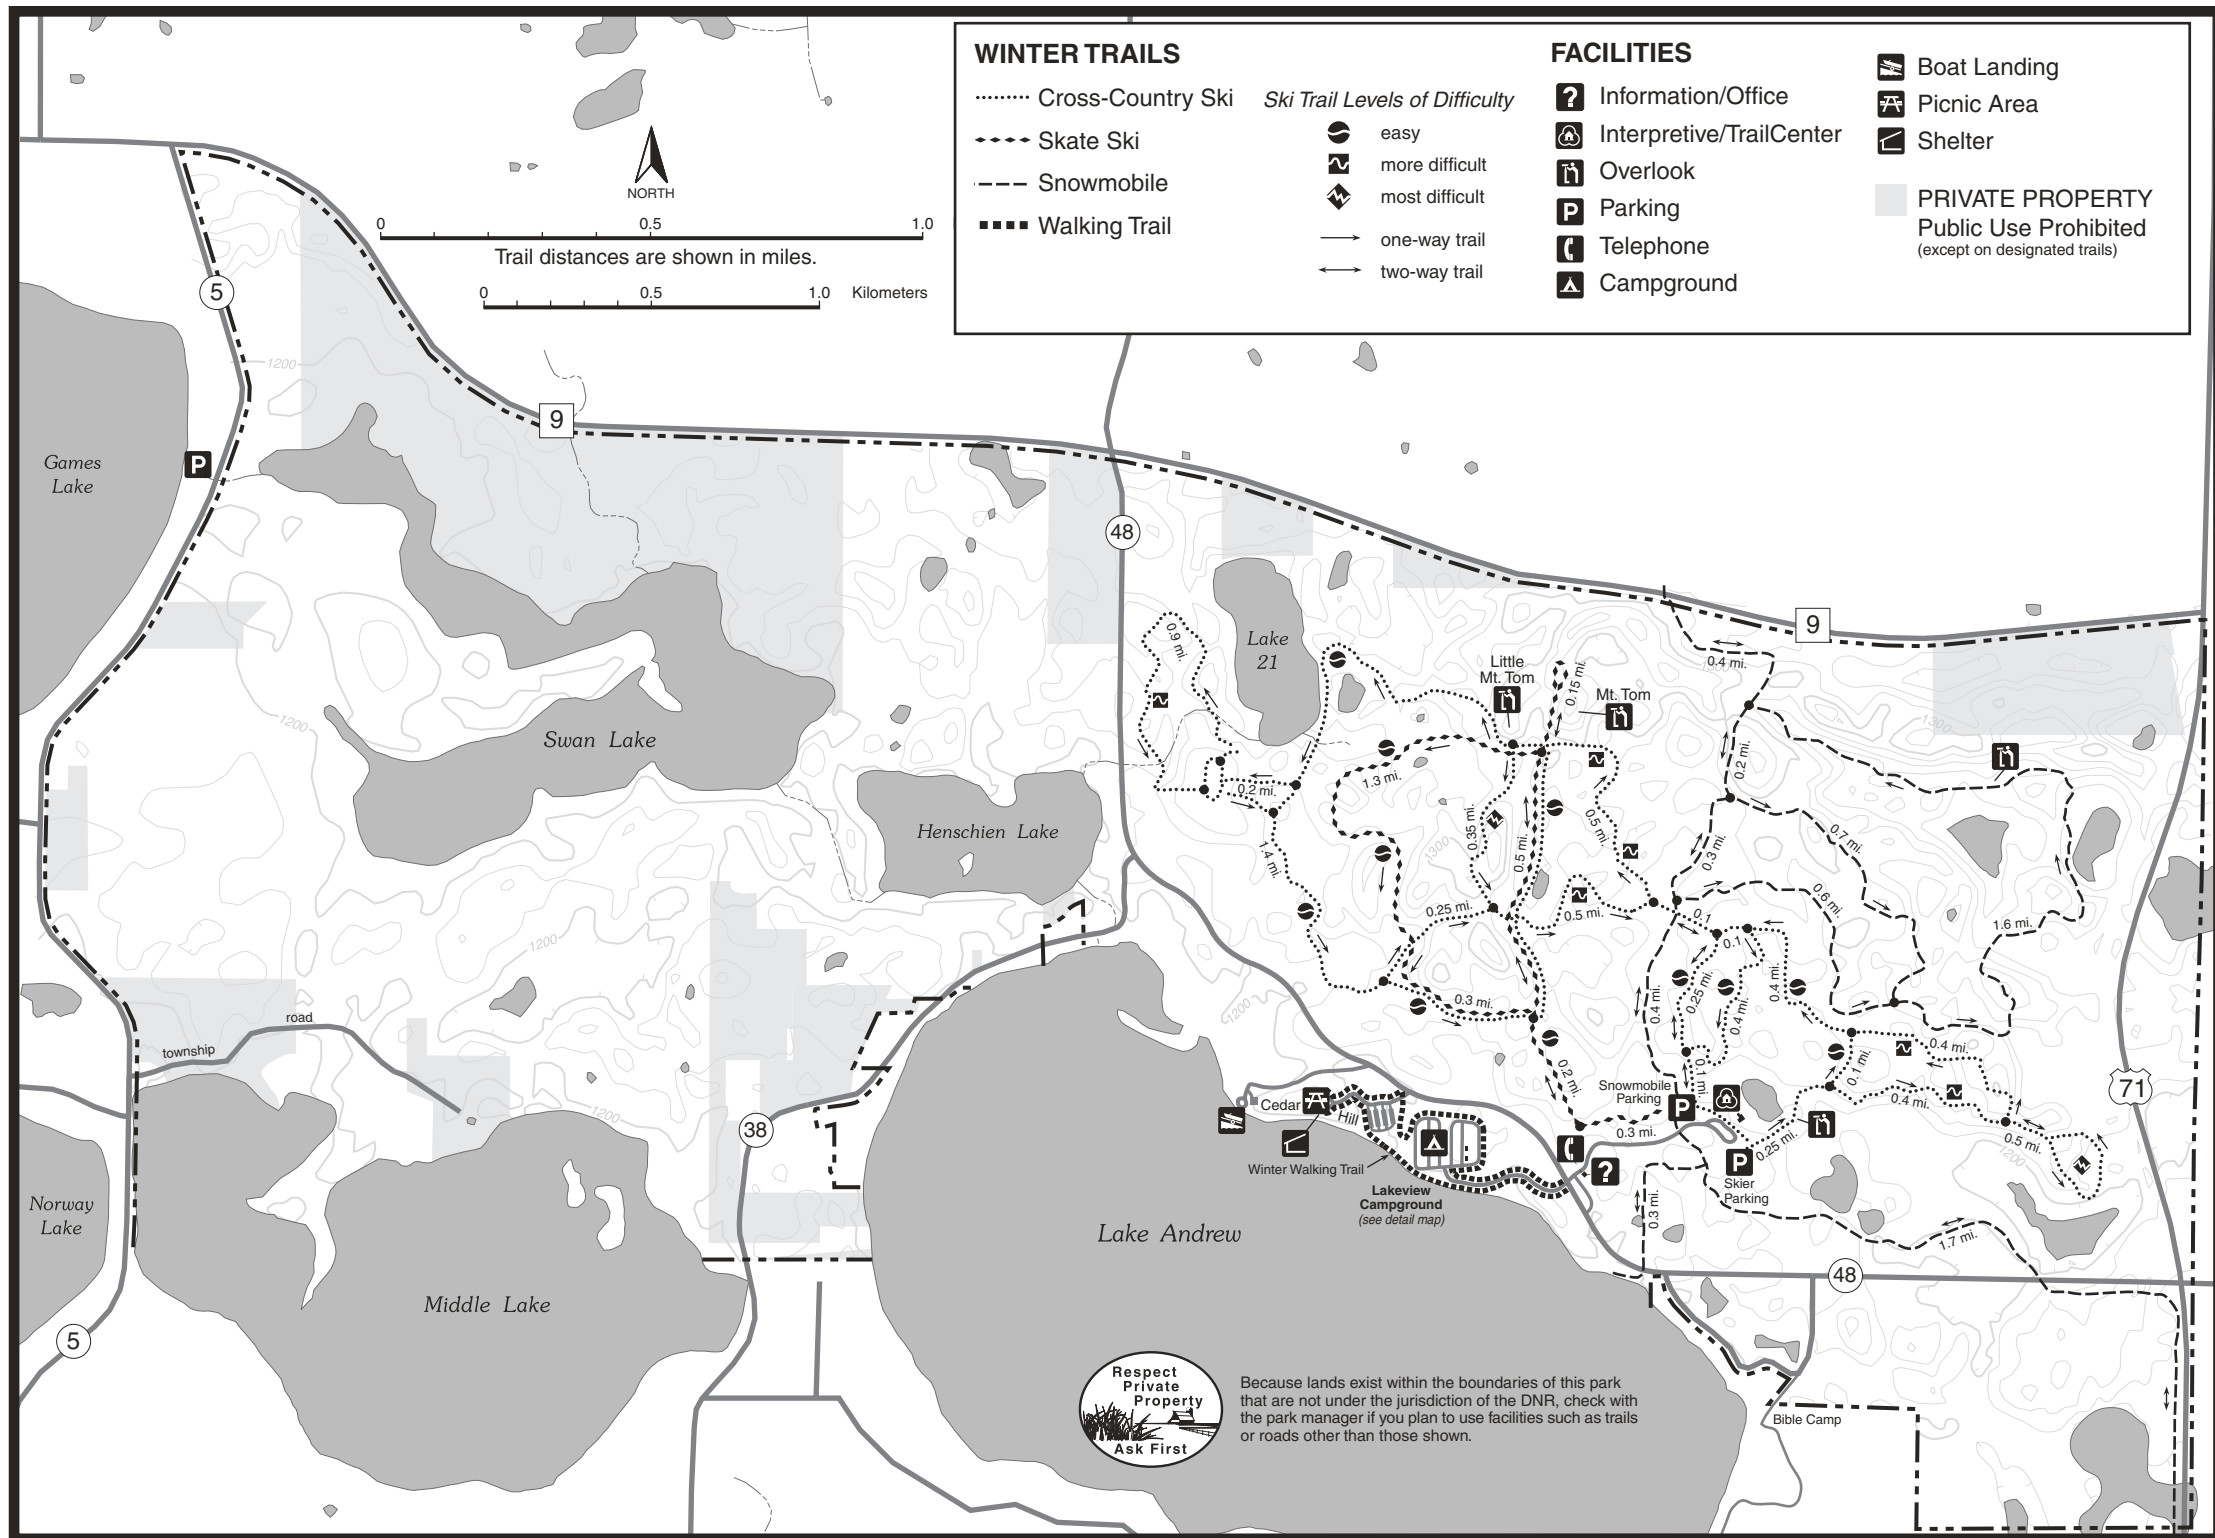 WINTER TRAILS
Cross-Country Ski
Skate Ski
Snowmobile
Walking Trail
Ski Trail Levels of Difficulty
easy
more difficult
most difficult
one-way trail
two-way trail
FACILITIES
? Information/Office
Interpretive/TrailCenter
Overlook
P Parking
Telephone
Campground
Boat Landing
Picnic Area
Shelter
PRIVATE PROPERTY
Public Use Prohibited
(except on designated trails)
NORTH
0 0.5 1.0
Trail distances are shown in miles.
0 0.5 1.0 Kilometers
5
1200
9
Games
Lake
P
48
9
0.9 mi.
Lake
21
Little
Mt. Tom
0.15 mi.
Mt. Tom
0.4 mi.
1300
1300
1200
Swan Lake
0.2 mi.
1.3 mi.
0.2 mi.
Henschien Lake
0.35 mi.
0.5 mi.
0.5 mi.
0.3 mi.
0.7 mi.
1300
1.4 mi.
0.6 mi.
0.25 mi.
0.5 mi.
0.1
0.1
1.6 mi.
1200
0.3 mi.
0.4 mi.
0.25 mi.
0.4 mi.
0.4 mi.
1200
road
township
0.4 mi.
0.1 mi.
0.1 mi.
0.2 mi.
Snowmobile
Parking
P
0.4 mi.
71
1200
38
Cedar
Hill
0.3 mi.
0.25 mi.
0.5 mi.
1200
Winter Walking Trail
?
P
Skier
Parking
Lakeview
Campground
(see detail map)
Norway
Lake
0.3 mi.
1.7 mi.
Lake Andrew
48
Middle Lake
5
Respect
Private
Property
Ask First
Because lands exist within the boundaries of this park
that are not under the jurisdiction of the DNR, check with
the park manager if you plan to use facilities such as trails
or roads other than those shown.
Bible Camp